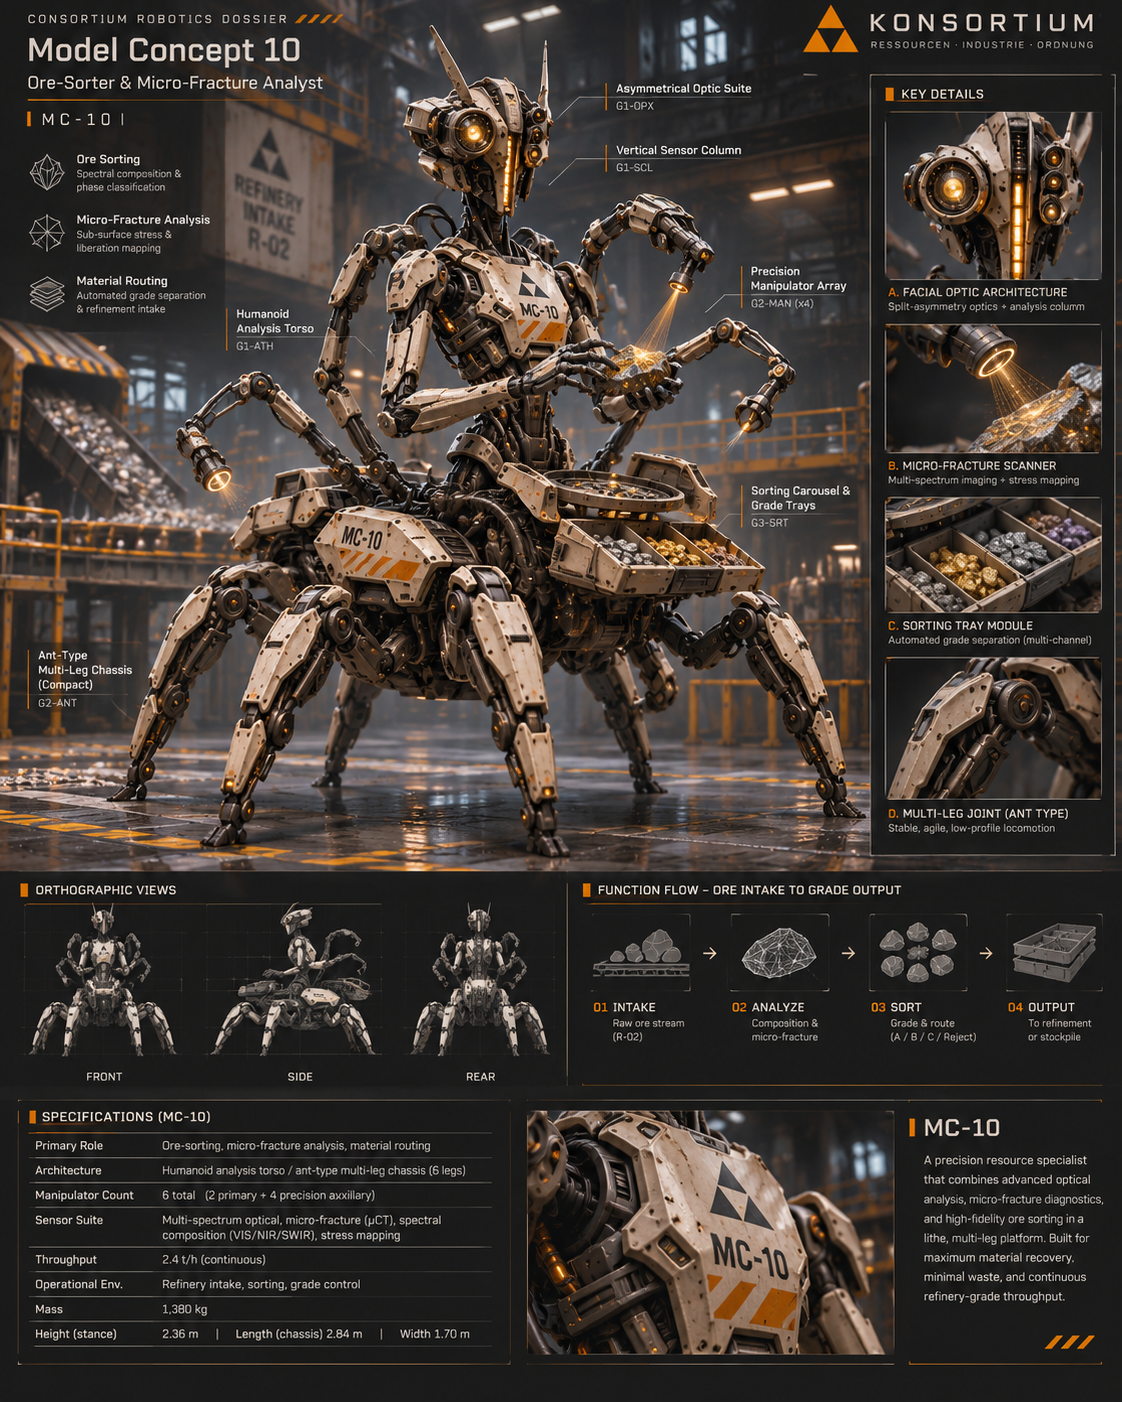 CONSORTIUM ROBOTICS DOSSIER
Model Concept 10
Ore-Sorter & Micro-Fracture Analyst
MC-10
Ore Sorting
Spectral composition &
phase classification
Micro-Fracture Analysis
Sub-surface stress &
liberation mapping
Material Routing
Automated grade separation
& refinement intake
REFINERY
INTAKE
R-02
KONSORTIUM
RESSOURCEN · INDUSTRIE · ORDNUNG
Asymmetrical Optic Suite
G1-OPX
Vertical Sensor Column
G1-SCL
Precision
Manipulator Array
G2-MAN (x4)
Humanoid
Analysis Torso
G1-ATH
MC-10
Sorting Carousel &
Grade Trays
G3-SRT
MC-10
Ant-Type
Multi-Leg Chassis
(Compact)
G2-ANT
KEY DETAILS
A. FACIAL OPTIC ARCHITECTURE
Split-asymmetry optics + analysis columm
B. MICRO-FRACTURE SCANNER
Multi-spectrum imaging + stress mapping
C. SORTING TRAY MODULE
Automated grade separation (multi-channel)
D. MULTI-LEG JOINT (ANT TYPE)
Stable, agile, low-profile locomotion
ORTHOGRAPHIC VIEWS
FRONT
SIDE
REAR
FUNCTION FLOW – ORE INTAKE TO GRADE OUTPUT
01 INTAKE
Raw ore stream
(R-02)
02 ANALYZE
Composition &
micro-fracture
03 SORT
Grade & route
(A / B / C / Reject)
04 OUTPUT
To refinement
or stockpile
SPECIFICATIONS (MC-10)
Primary Role Ore-sorting, micro-fracture analysis, material routing
Architecture Humanoid analysis torso / ant-type multi-leg chassis (6 legs)
Manipulator Count 6 total (2 primary + 4 precision axxillary)
Sensor Suite Multi-spectrum optical, micro-fracture (µCT), spectral
composition (VIS/NIR/SWIR), stress mapping
Throughput 2.4 t/h (continuous)
Operational Env. Refinery intake, sorting, grade control
Mass 1,380 kg
Height (stance) 2.36 m | Length (chassis) 2.84 m | Width 1.70 m
MC-10
MC-10
A precision resource specialist
that combines advanced optical
analysis, micro-fracture diagnostics,
and high-fidelity ore sorting in a
lithe, multi-leg platform. Built for
maximum material recovery,
minimal waste, and continuous
refinery-grade throughput.